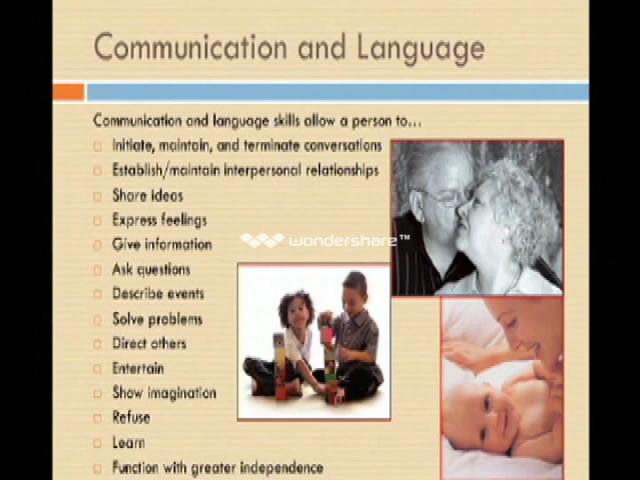 Communication and Language
Communication and language skills allow a person to...
Initiate, maintain, and terminate conversations
Establish/maintain interpersonal relationships
Share ideas
Express feelings
Give information
Ask questions
Describe events
Solve problems
Direct others
Entertain
Show imagination
Refuse
Learn
Function with greater independence
wondershare™